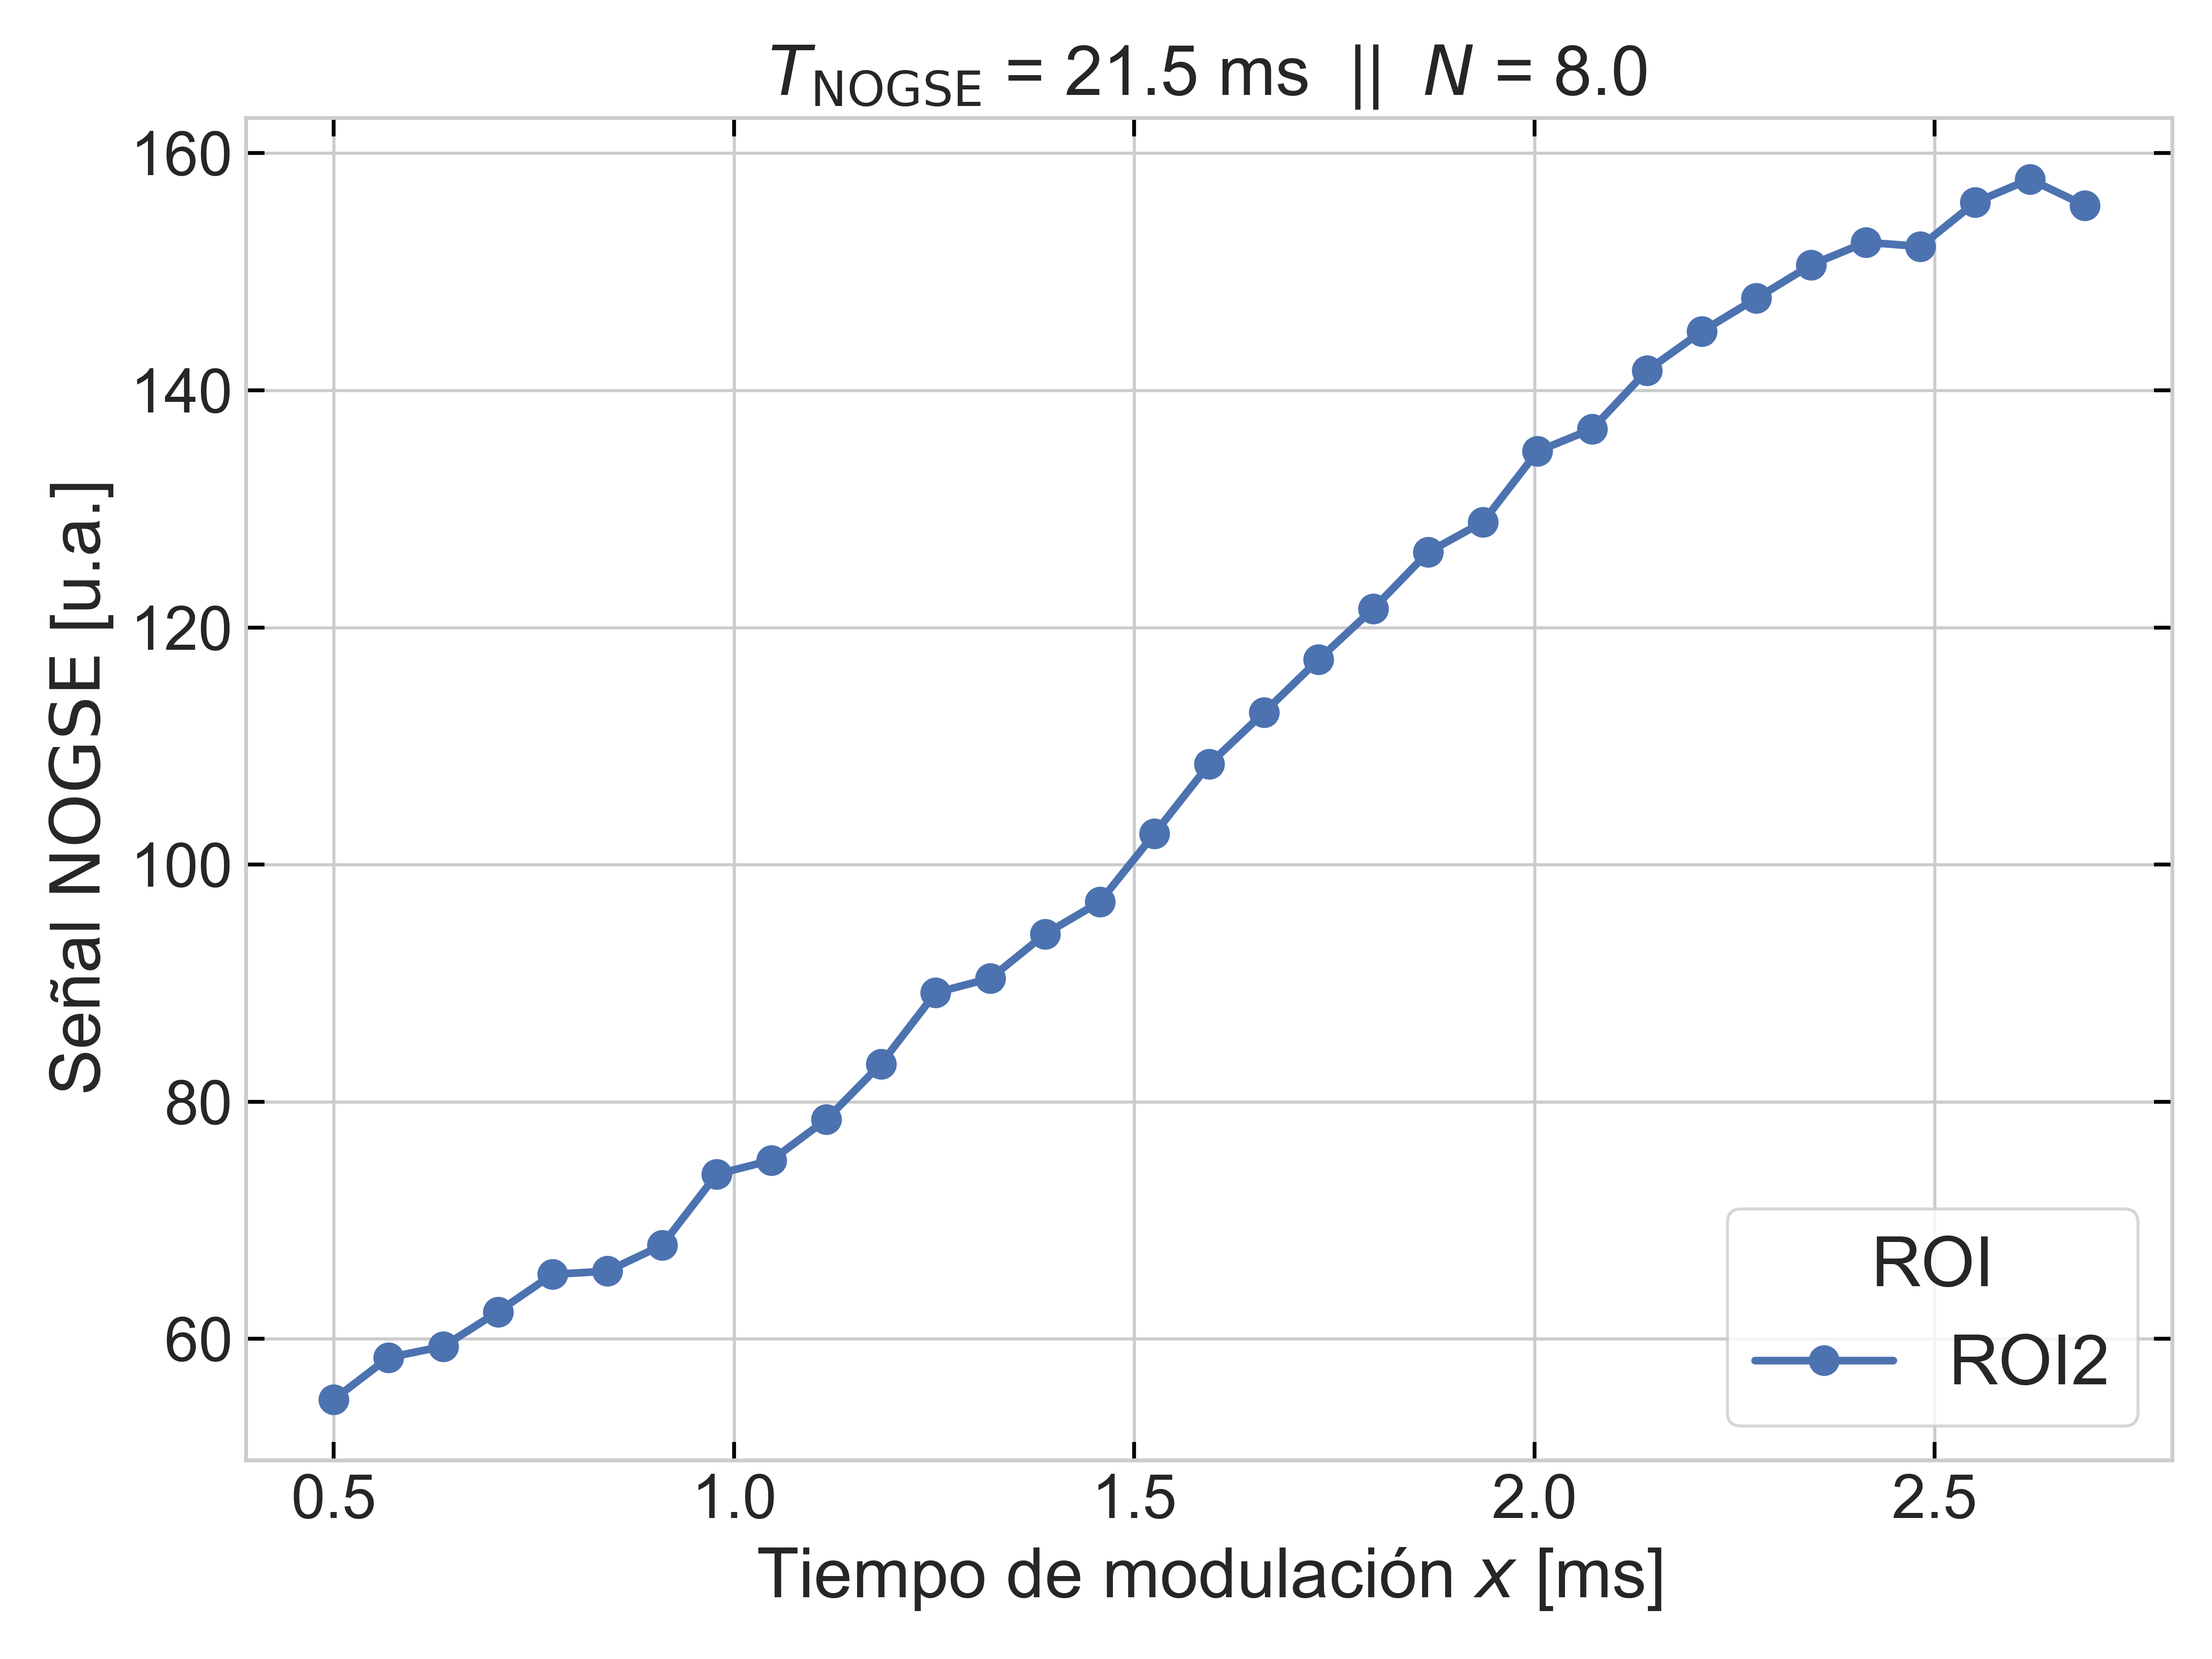 T_NOGSE = 21.5 ms || N = 8.0
Señal NOGSE [u.a.]
160
140
120
100
80
60
ROI
ROI2
0.5 1.0 1.5 2.0 2.5
Tiempo de modulación x [ms]